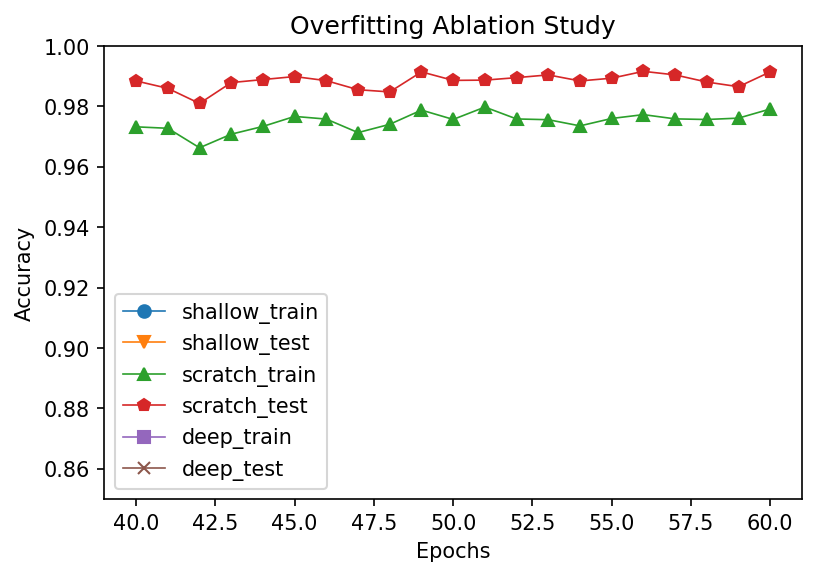 Overfitting Ablation Study
1.00
0.98
0.96
0.94
0.92
0.90
0.88
0.86
Accuracy
shallow_train
shallow_test
scratch_train
scratch_test
deep_train
deep_test
40.0 42.5 45.0 47.5 50.0 52.5 55.0 57.5 60.0
Epochs